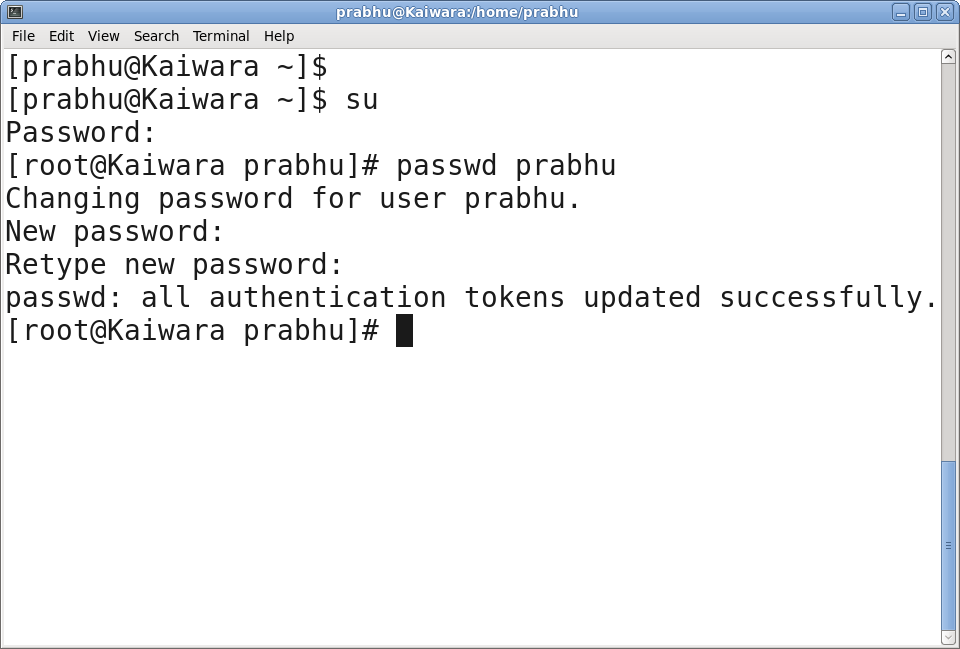 prabhu@Kaiwara:/home/prabhu
File Edit View Search Terminal Help
[prabhu@Kaiwara ~]$
[prabhu@Kaiwara ~]$ su
Password:
[root@Kaiwara prabhu]# passwd prabhu
Changing password for user prabhu.
New password:
Retype new password:
passwd: all authentication tokens updated successfully.
[root@Kaiwara prabhu]#